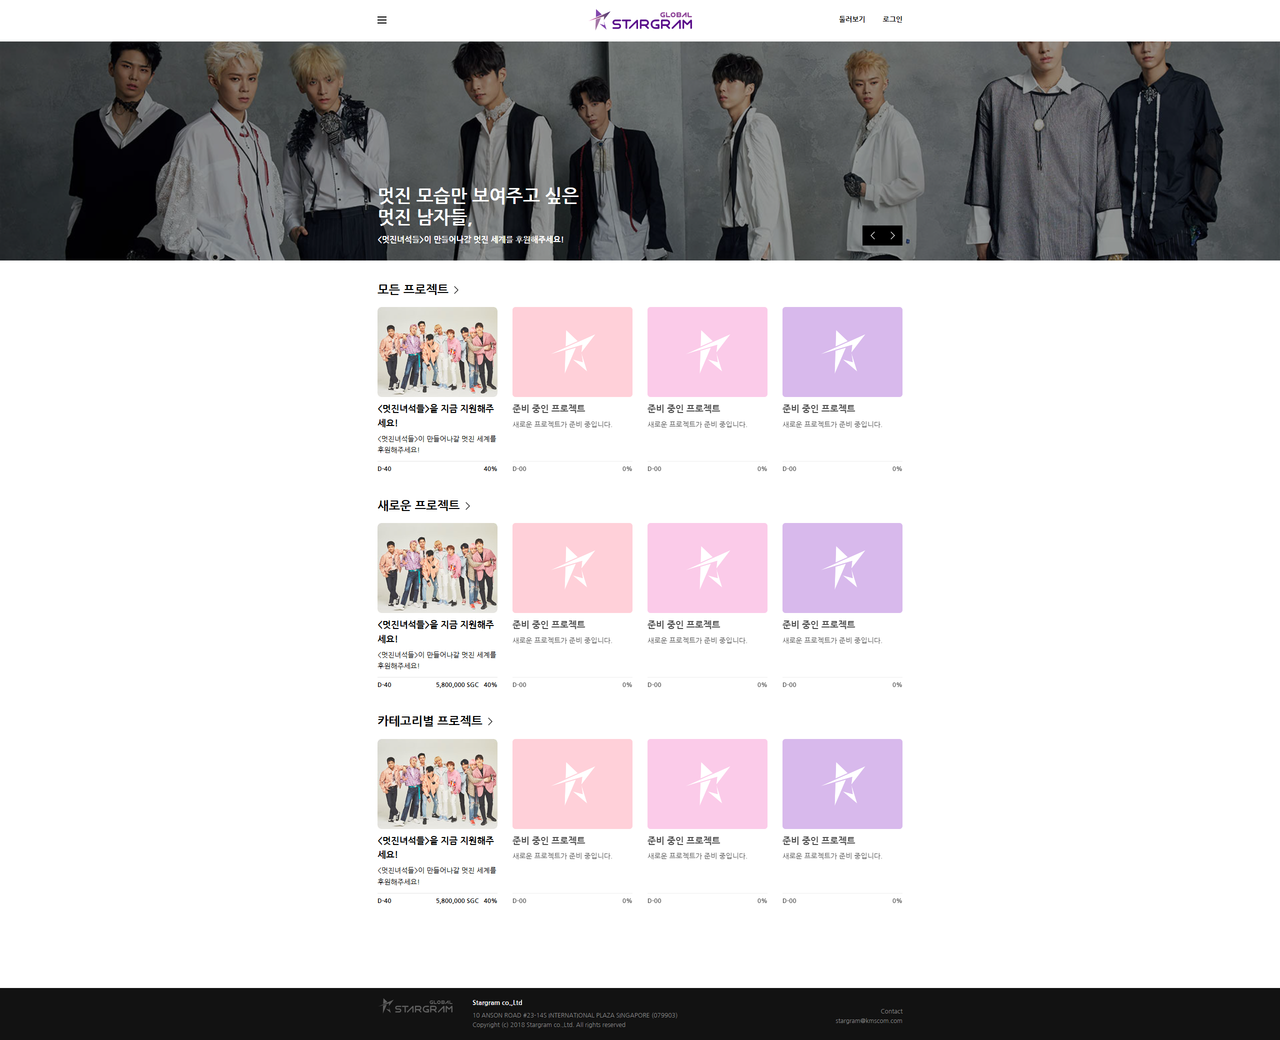 GLOBAL
STARGRAM
둘러보기
로그인
멋진 모습만 보여주고 싶은
멋진 남자들,
<멋진녀석들>이 만들어나갈 멋진 세계를 후원해주세요!
모든 프로젝트
<멋진녀석들>을 지금 지원해주
세요!
<멋진녀석들>이 만들어나갈 멋진 세계를
후원해주세요!
D-40 40%
준비 중인 프로젝트
새로운 프로젝트가 준비 중입니다.
D-00 0%
준비 중인 프로젝트
새로운 프로젝트가 준비 중입니다.
D-00 0%
준비 중인 프로젝트
새로운 프로젝트가 준비 중입니다.
D-00 0%
새로운 프로젝트
<멋진녀석들>을 지금 지원해주
세요!
<멋진녀석들>이 만들어나갈 멋진 세계를
후원해주세요!
D-40 5,800,000 SGC 40%
준비 중인 프로젝트
새로운 프로젝트가 준비 중입니다.
D-00 0%
준비 중인 프로젝트
새로운 프로젝트가 준비 중입니다.
D-00 0%
준비 중인 프로젝트
새로운 프로젝트가 준비 중입니다.
D-00 0%
카테고리별 프로젝트
<멋진녀석들>을 지금 지원해주
세요!
<멋진녀석들>이 만들어나갈 멋진 세계를
후원해주세요!
D-40 5,800,000 SGC 40%
준비 중인 프로젝트
새로운 프로젝트가 준비 중입니다.
D-00 0%
준비 중인 프로젝트
새로운 프로젝트가 준비 중입니다.
D-00 0%
준비 중인 프로젝트
새로운 프로젝트가 준비 중입니다.
D-00 0%
GLOBAL
STARGRAM
Stargram co.,Ltd
10 ANSON ROAD #23-14S INTERNATIONAL PLAZA SINGAPORE (079903)
Copyright (c) 2018 Stargram co.,Ltd. All rights reserved
Contact
stargram@kmscom.com